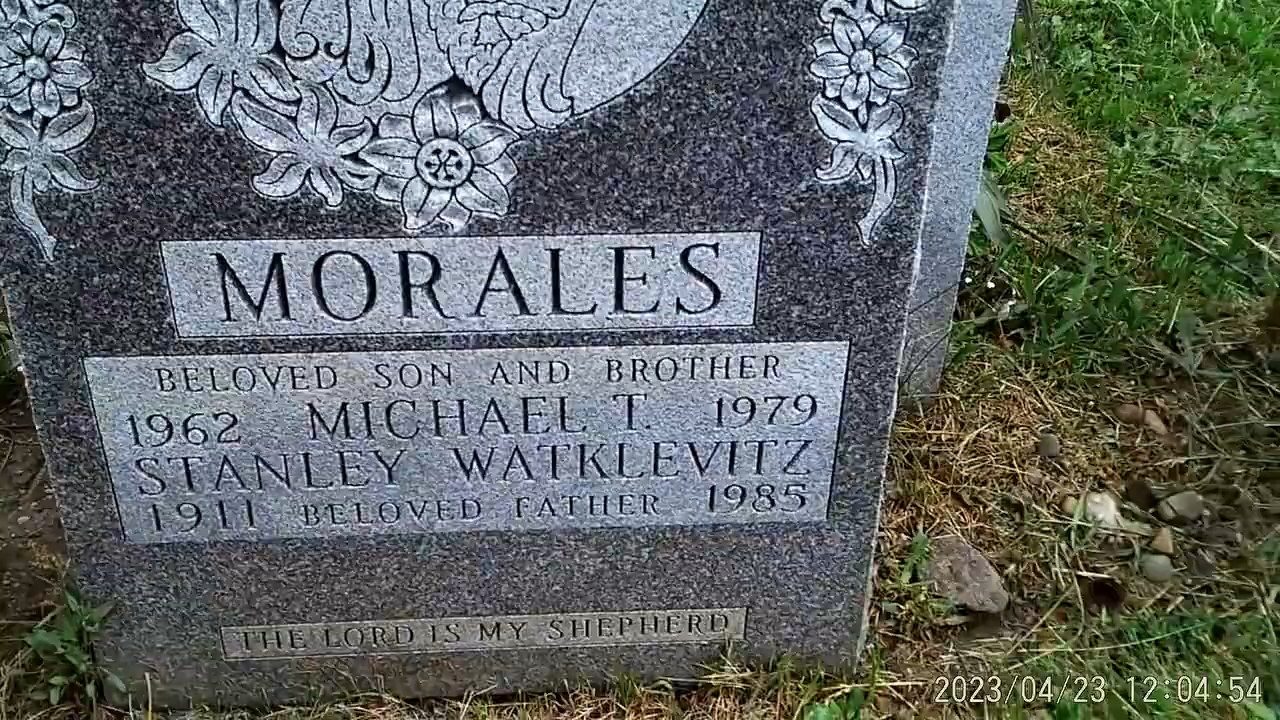 MORALES
BELOVED SON AND BROTHER
1962 MICHAEL T. 1979
STANLEY WATKLEVITZ
1911 BELOVED FATHER 1985
THE LORD IS MY SHEPHERD
2023/04/23 12:04:54